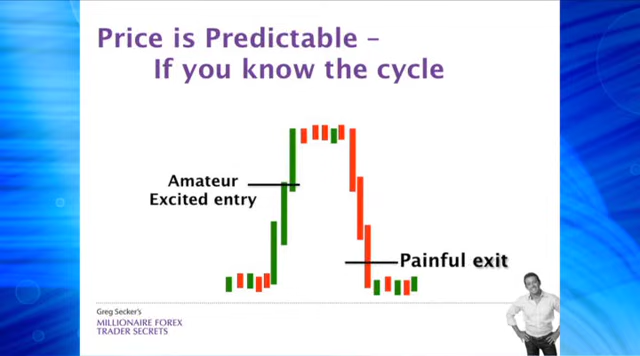 Price is Predictable –
If you know the cycle
Amateur
Excited entry
Painful exit
Greg Secker's
MILLIONAIRE FOREX
TRADER SECRETS